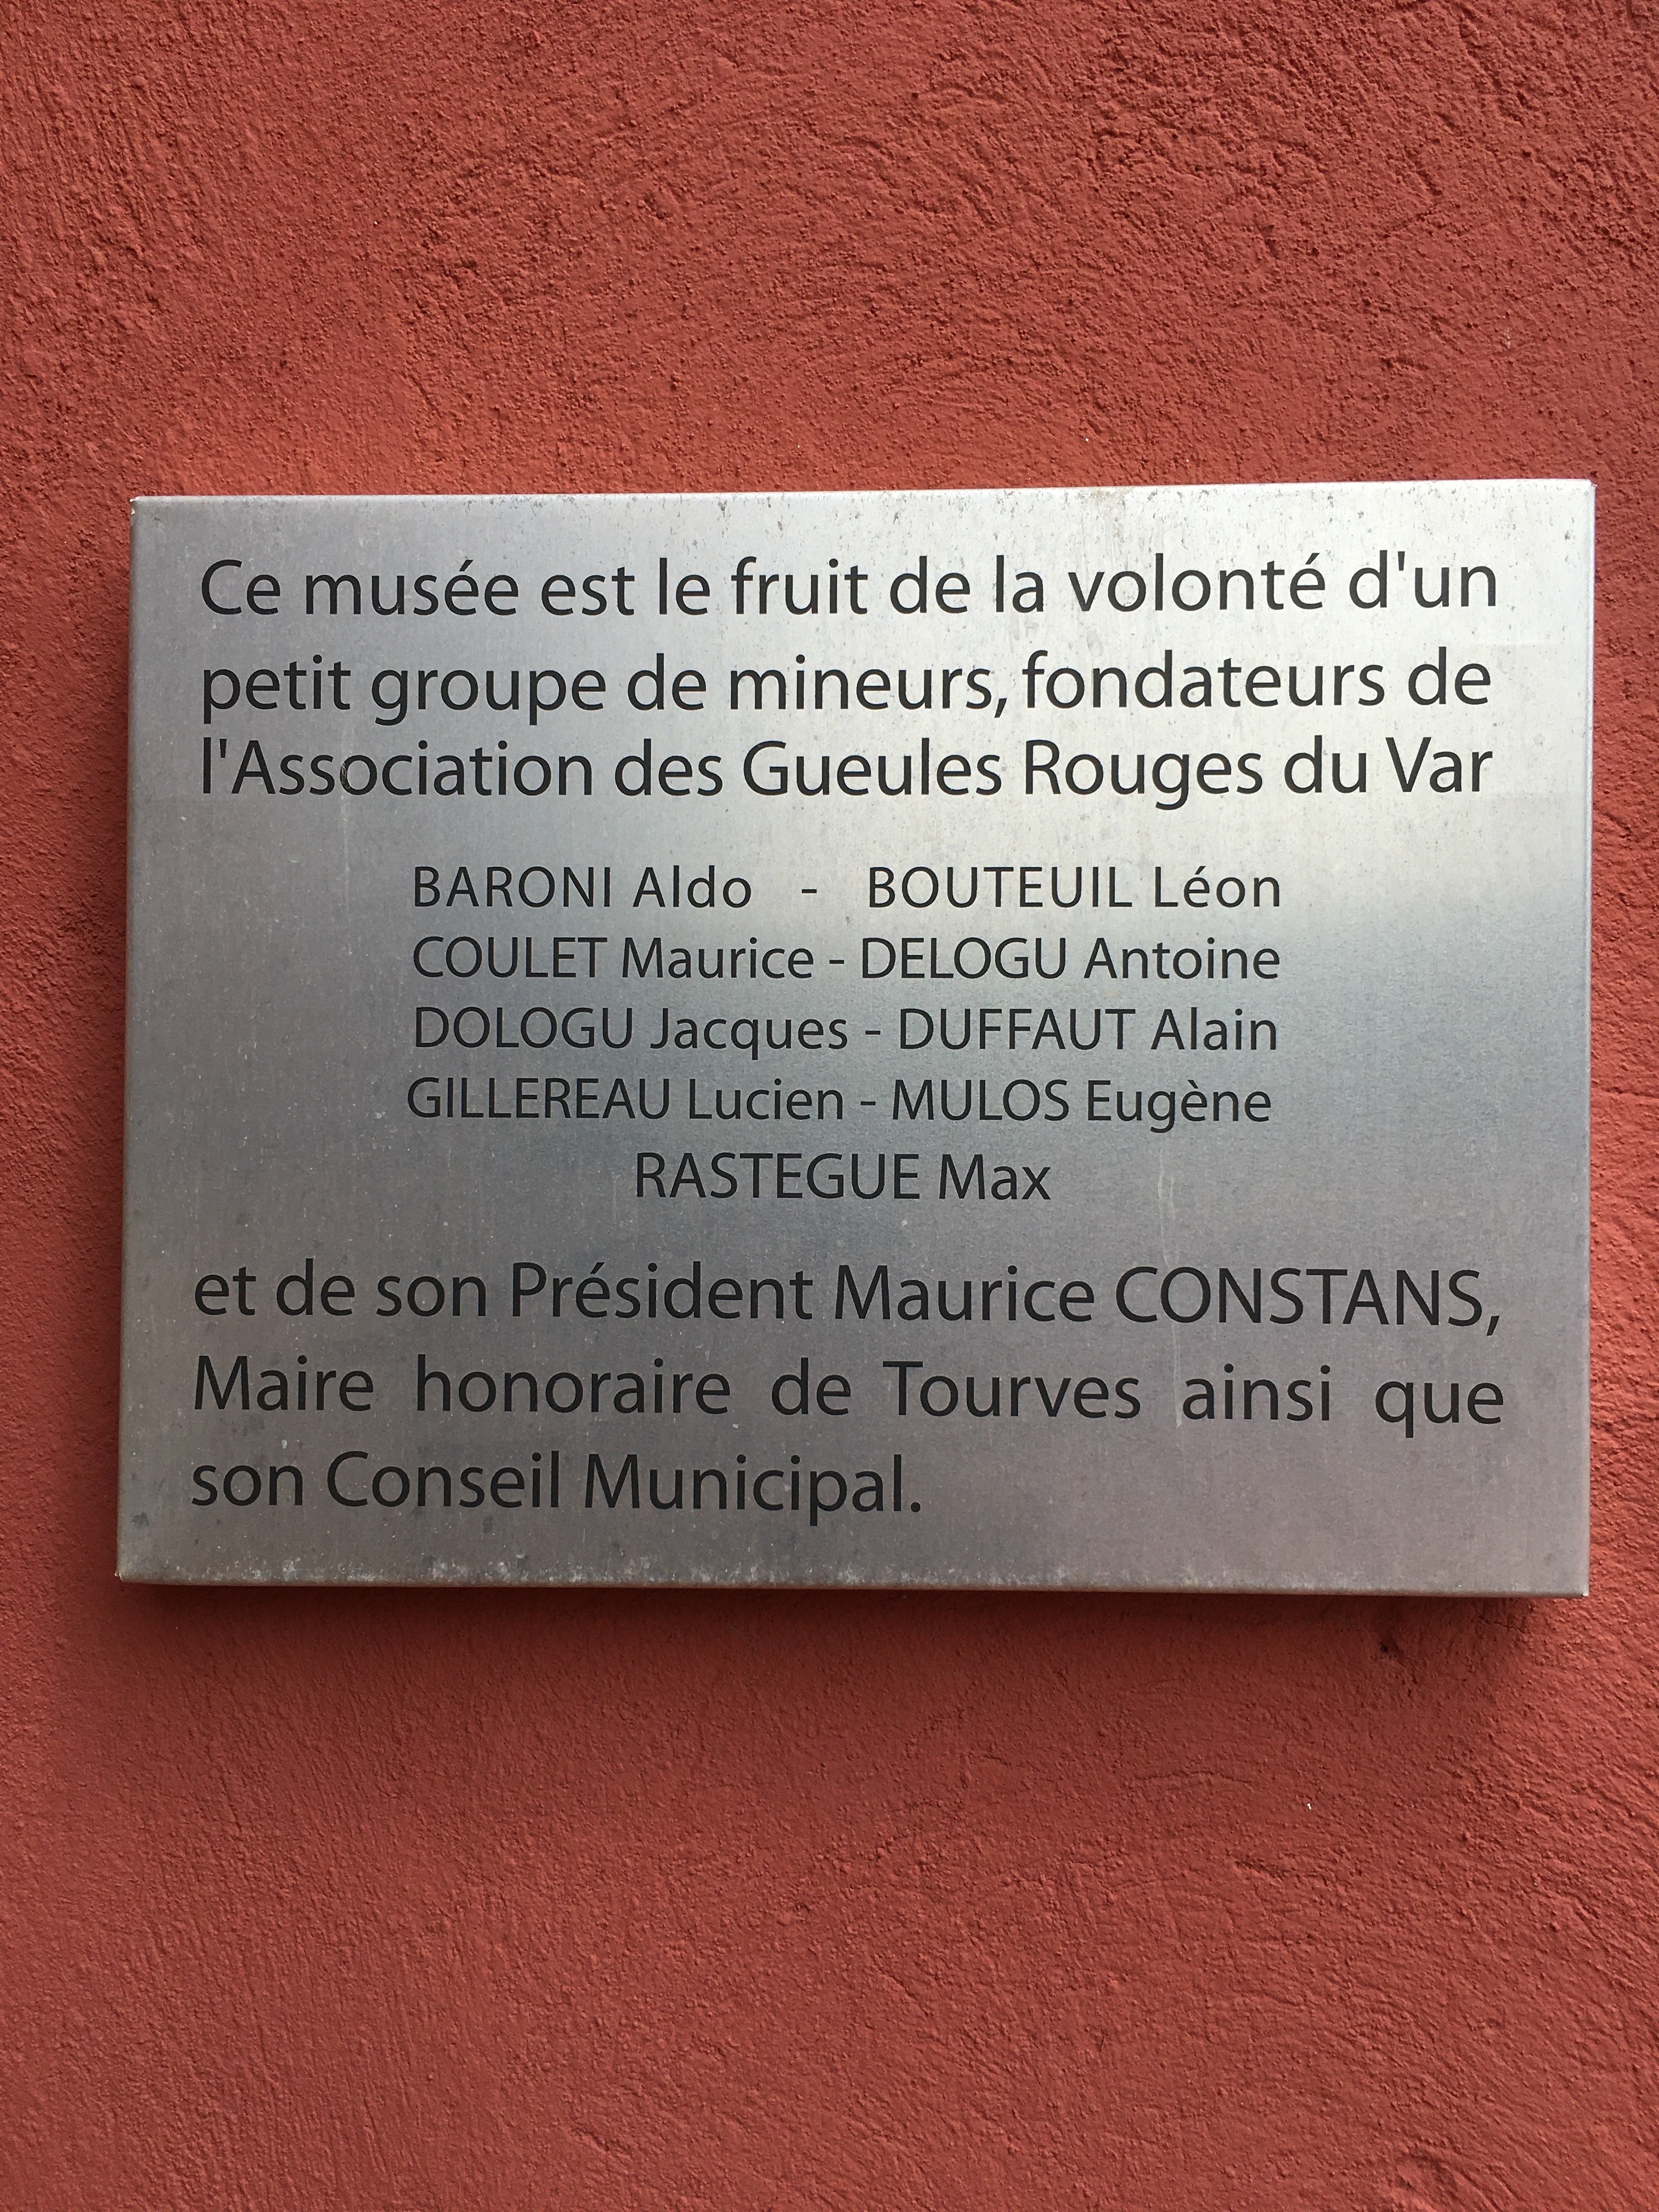 Ce musée est le fruit de la volonté d'un
petit groupe de mineurs, fondateurs de
l'Association des Gueules Rouges du Var
BARONI Aldo - BOUTEUIL Léon
COULET Maurice - DELOGU Antoine
DOLOGU Jacques - DUFFAUT Alain
GILLEREAU Lucien - MULOS Eugène
RASTEGUE Max
et de son Président Maurice CONSTANS,
Maire honoraire de Tourves ainsi que
son Conseil Municipal.